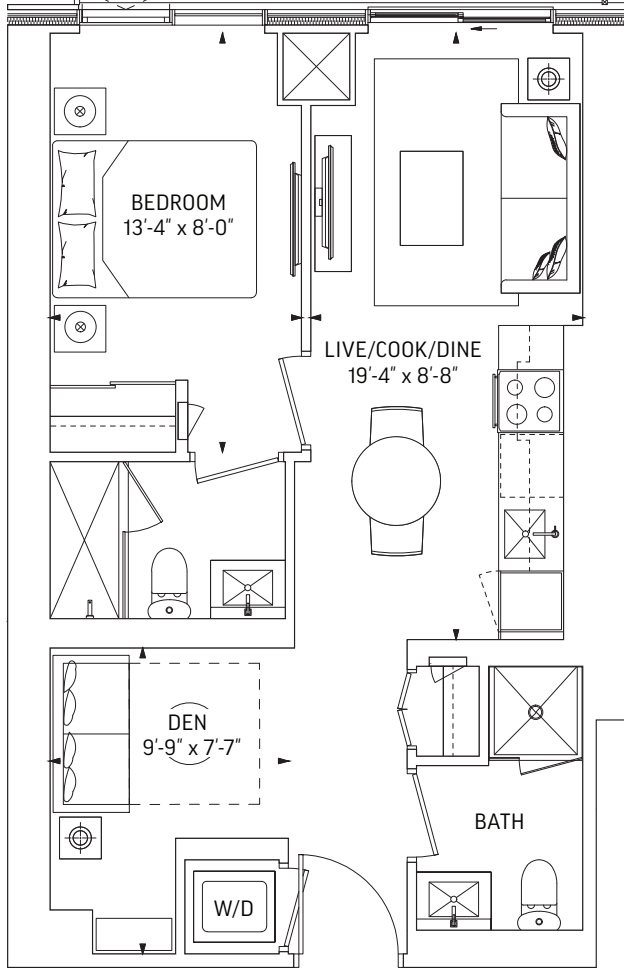 BEDROOM
13'-4" x 8'-0"
LIVE/COOK/DINE
19'-4" x 8'-8"
DEN
9'-9" x 7'-7"
BATH
W/D